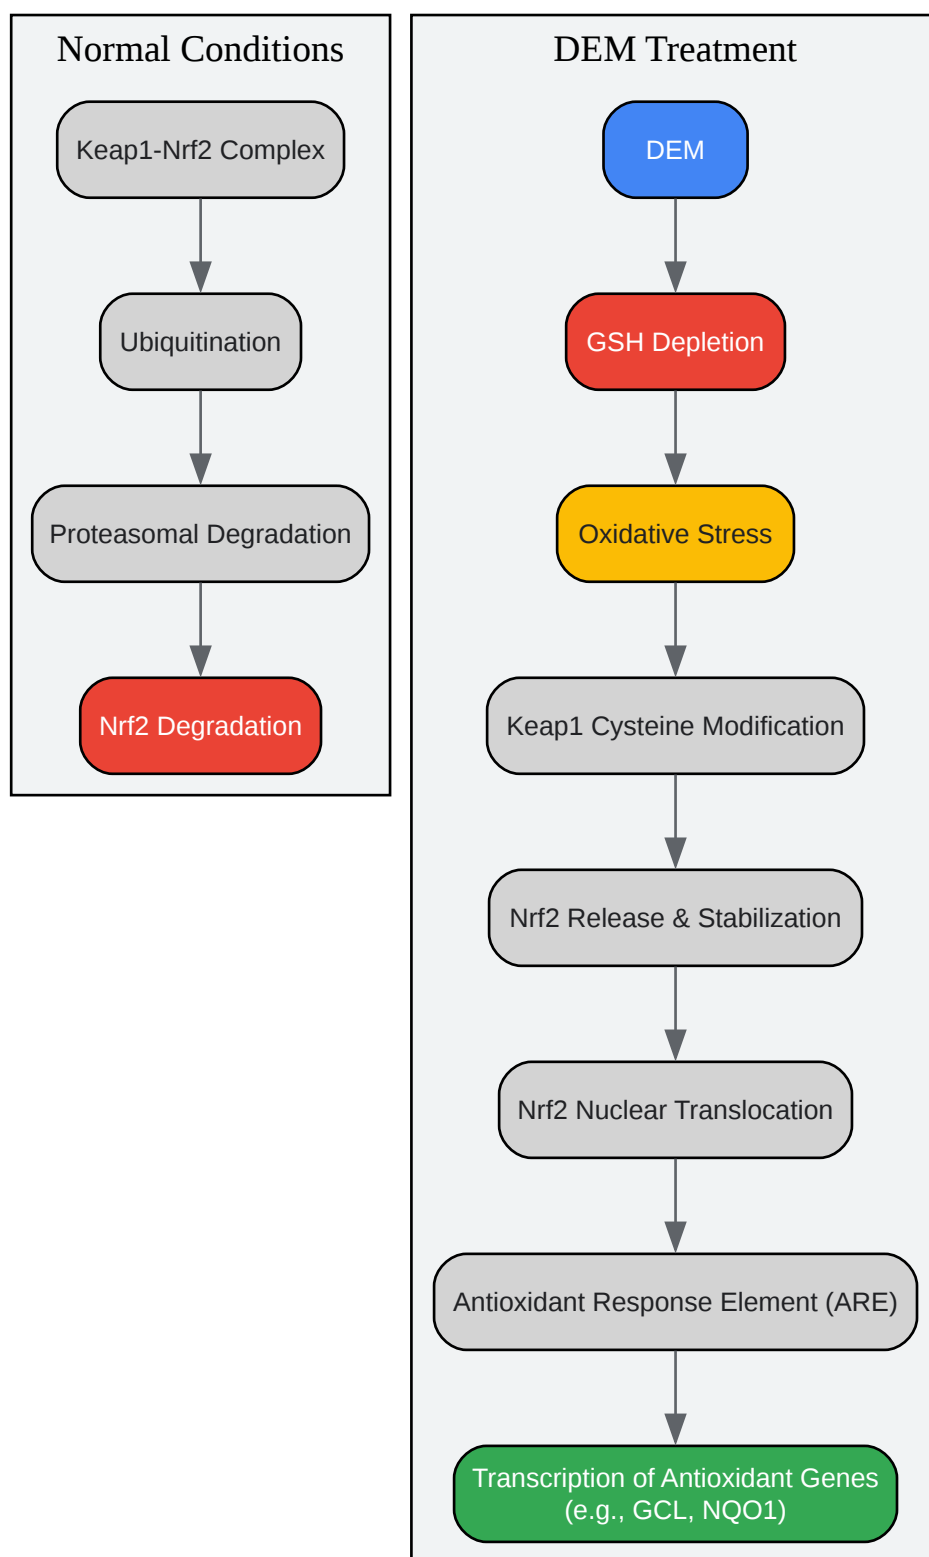 Normal Conditions
Keap1-Nrf2 Complex
Ubiquitination
Proteasomal Degradation
Nrf2 Degradation
DEM Treatment
DEM
GSH Depletion
Oxidative Stress
Keap1 Cysteine Modification
Nrf2 Release & Stabilization
Nrf2 Nuclear Translocation
Antioxidant Response Element (ARE)
Transcription of Antioxidant Genes
(e.g., GCL, NQO1)